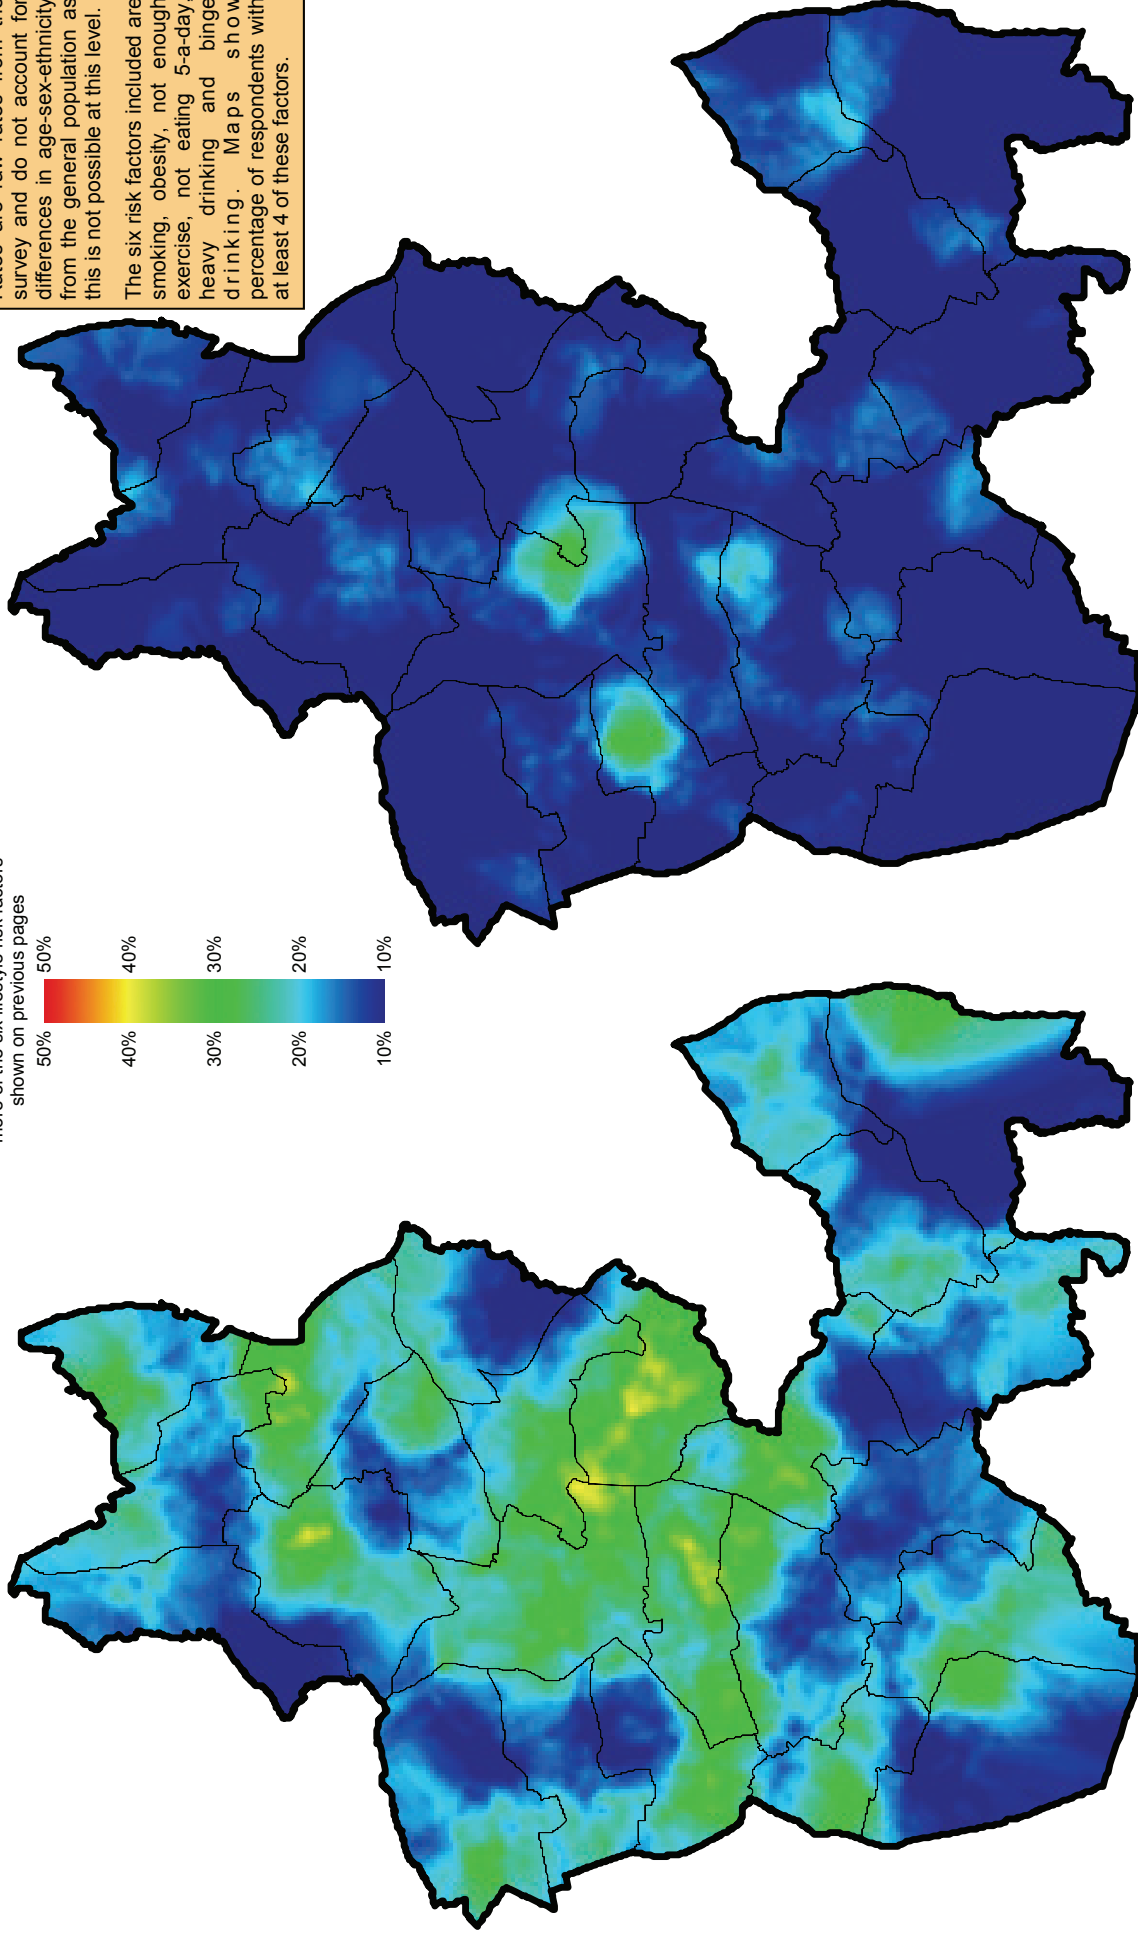 survey and do not account for
differences in age-sex-ethnicity
from the general population as
this is not possible at this level.
The six risk factors included are
smoking, obesity, not enough
exercise, not eating 5-a-day,
heavy drinking and binge
drinking. Maps show
percentage of respondents with
at least 4 of these factors.
shown on previous pages
50% 50%
40% 40%
30% 30%
20% 20%
10% 10%